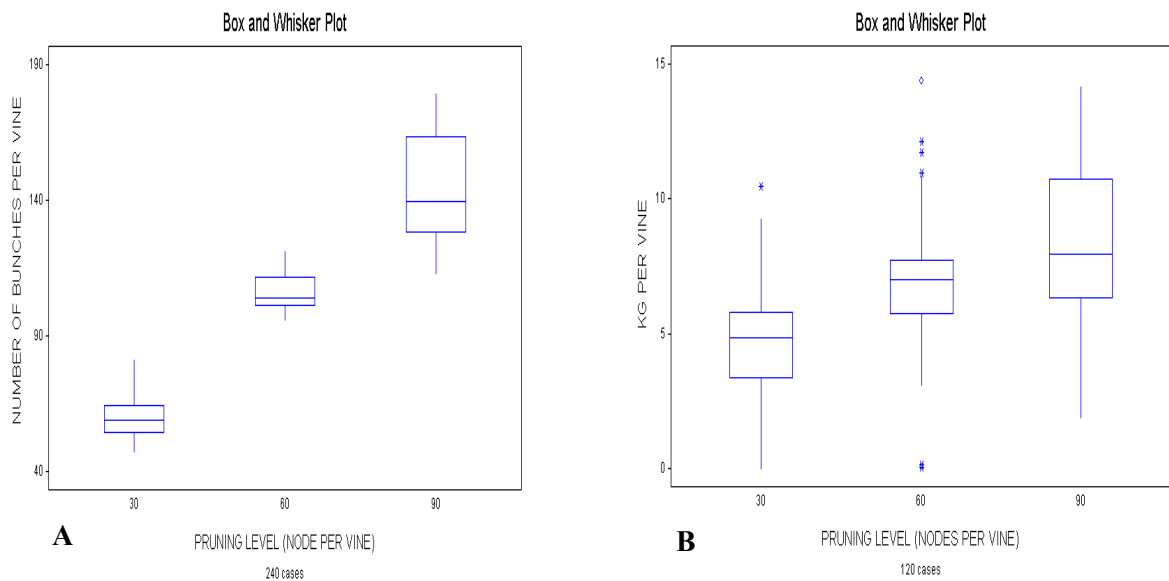 Box and Whisker Plot
NUMBER OF BUNCHES PER VINE
190
140
90
40
30 60 90
A
PRUNING LEVEL (NODE PER VINE)
240 cases
Box and Whisker Plot
KG PER VINE
15
10
5
0
30 60 90
B
PRUNING LEVEL (NODES PER VINE)
120 cases